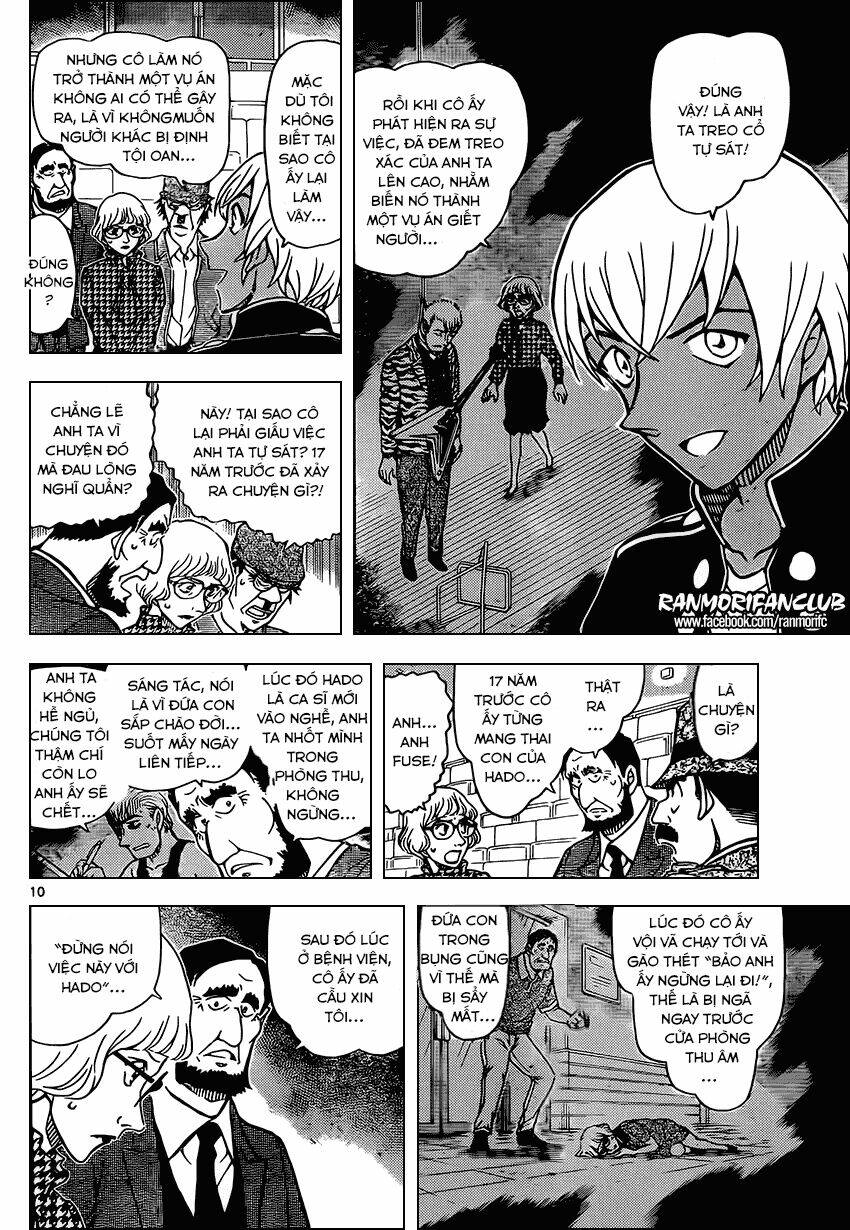 ĐÚNG
VẬY! LÀ ANH
TA TREO CỔ
TỰ SÁT!
RỒI KHI CÔ ẤY
PHÁT HIỆN RA SỰ
VIỆC, ĐÃ ĐEM TREO
XÁC CỦA ANH TA
LÊN CAO, NHẰM
BIẾN NÓ THÀNH
MỘT VỤ ÁN GIẾT
NGƯỜI...
RANMORIFANCLUB
www.facebook.com/ranmorifc
MẶC
DÙ TÔI
KHÔNG
BIẾT TẠI
SAO CÔ
ẤY LẠI
LÀM
VẬY...
NHƯNG CÔ LÀM NÓ
TRỞ THÀNH MỘT VỤ ÁN
KHÔNG AI CÓ THỂ GÂY
RA, LÀ VÌ KHÔNGMUỐN
NGƯỜI KHÁC BỊ ĐỊNH
TỘI OAN...
ĐÚNG
KHÔNG
?
NÀY! TẠI SAO CÔ
LẠI PHẢI GIẤU VIỆC
ANH TA TỰ SÁT? 17
NĂM TRƯỚC ĐÃ XẢY
RA CHUYỆN GÌ?!
CHẲNG LẼ
ANH TA VÌ
CHUYỆN ĐÓ
MÀ ĐAU LÒNG
NGHĨ QUẨN?
LÀ
CHUYỆN
GÌ?
THẬT
RA
...
17 NĂM
TRƯỚC CÔ
ẤY TỪNG
MANG THAI
CON CỦA
HADO...
ANH...
ANH
FUSE!
LÚC ĐÓ HADO
LÀ CA SĨ MỚI
VÀO NGHỀ, ANH
TA NHỐT MÌNH
TRONG
PHÒNG THU,
KHÔNG
NGỪNG...
SÁNG TÁC, NÓI
LÀ VÌ ĐỨA CON
SẮP CHÀO ĐỜI...
SUỐT MẤY NGÀY
LIÊN TIẾP...
ANH TA
KHÔNG
HỀ NGỦ,
CHÚNG TÔI
THẬM CHÍ
CÒN LO
ANH ẤY SẼ
CHẾT...
10
LÚC ĐÓ CÔ ẤY
VỘI VÃ CHẠY TỚI VÀ
GÀO THÉT "BẢO ANH
ẤY NGỪNG LẠI ĐI!",
THẾ LÀ BỊ NGÃ
NGAY TRƯỚC
CỬA PHÒNG
THU ÂM
...
ĐỨA CON
TRONG
BỤNG CŨNG
VÌ THẾ MÀ
BỊ SẨY
MẤT...
SAU ĐÓ LÚC
Ở BỆNH VIỆN,
CÔ ẤY ĐÃ
CẦU XIN
TÔI...
"ĐỪNG NÓI
VIỆC NÀY VỚI
HADO"...